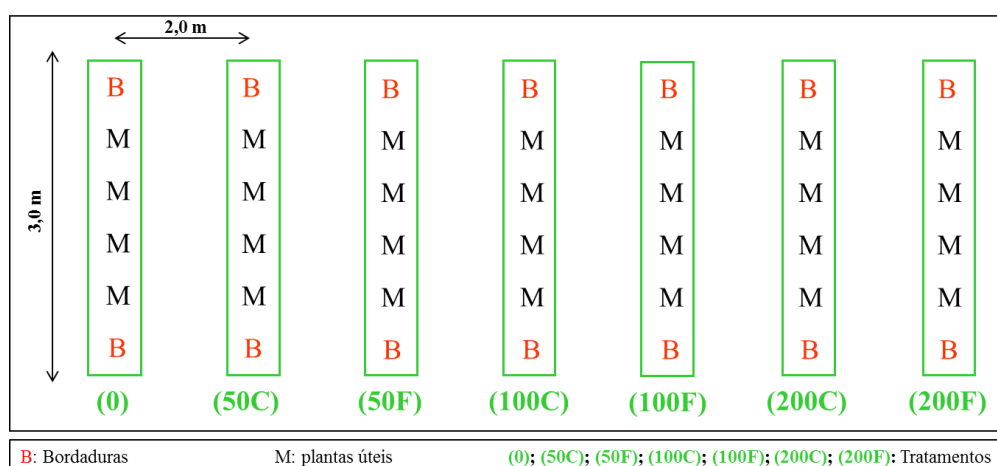 2,0 m
3,0 m
B B B B B B B
M M M M M M M
M M M M M M M
M M M M M M M
M M M M M M M
B B B B B B B
(0) (50C) (50F) (100C) (100F) (200C) (200F)
B: Bordaduras M: plantas úteis (0); (50C); (50F); (100C); (100F); (200C); (200F): Tratamentos